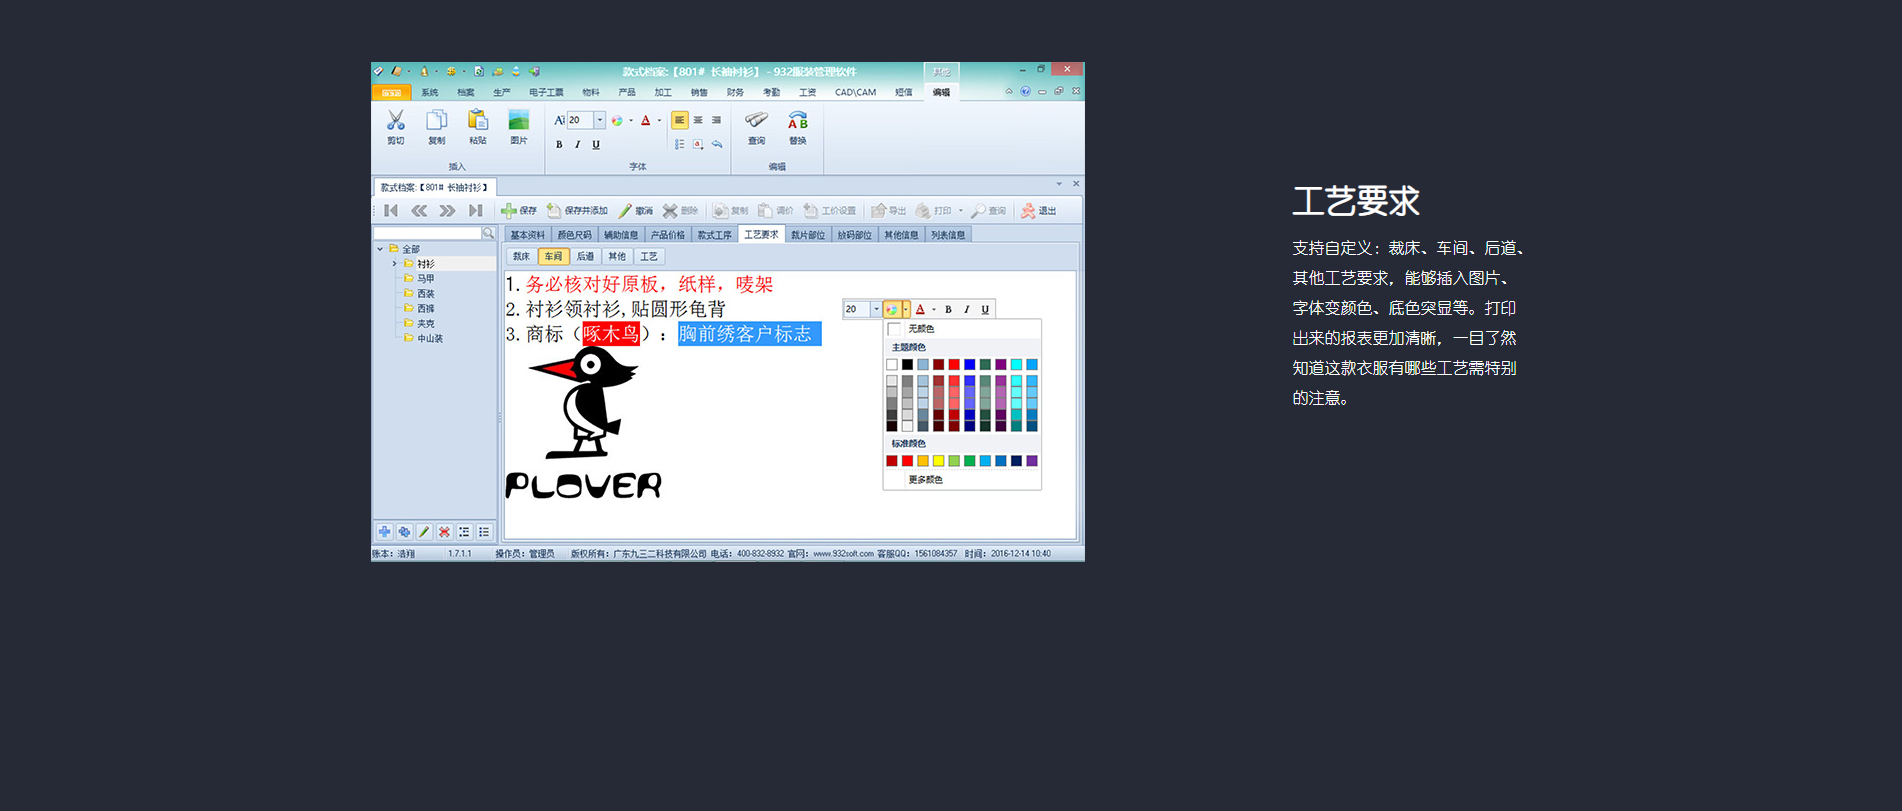 款式档案:【801# 长袖衬衫】 - 932服装管理软件
其他
系统 档案 生产 电子工票 物料 产品 加工 销售 财务 考勤 工资 CAD\CAM 短信 编辑
20
剪切 复制 粘贴 图片
B I U
查询 替换
插入 字体 编辑
款式档案:【801# 长袖衬衫】
保存 保存并添加 撤消 删除 复制 调价 工价设置 导出 打印 查询 退出
基本资料 颜色尺码 辅助信息 产品价格 款式工序 工艺要求 裁片部位 放码部位 其他信息 列表信息
全部
衬衫
马甲
西装
西裤
夹克
中山装
裁床 车间 后道 其他 工艺
1. 务必核对好原板，纸样，唛架
2. 衬衫领衬衫,贴圆形龟背
3. 商标（啄木鸟）：胸前绣客户标志
PLOVER
20 A B I U
无颜色
主题颜色
标准颜色
更多颜色
账本：浩翔 1.7.1.1 操作员：管理员 版权所有：广东九三二科技有限公司 电话：400-832-8932 官网：www.932soft.com 客服QQ：1561084357 时间：2016-12-14 10:40
工艺要求
支持自定义：裁床、车间、后道、
其他工艺要求，能够插入图片、
字体变颜色、底色突显等。打印
出来的报表更加清晰，一目了然
知道这款衣服有哪些工艺需特别
的注意。